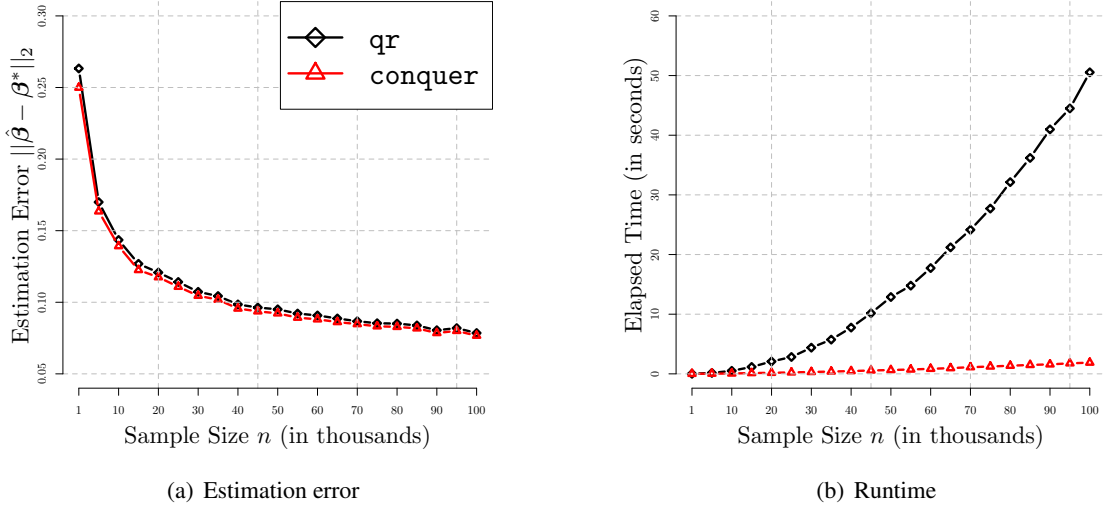 0.30
0.25
0.20
0.15
0.10
0.05
Estimation Error ||β̂ − β*||₂
qr
conquer
1 10 20 30 40 50 60 70 80 90 100
Sample Size n (in thousands)
(a) Estimation error
60
50
40
30
20
10
0
Elapsed Time (in seconds)
1 10 20 30 40 50 60 70 80 90 100
Sample Size n (in thousands)
(b) Runtime